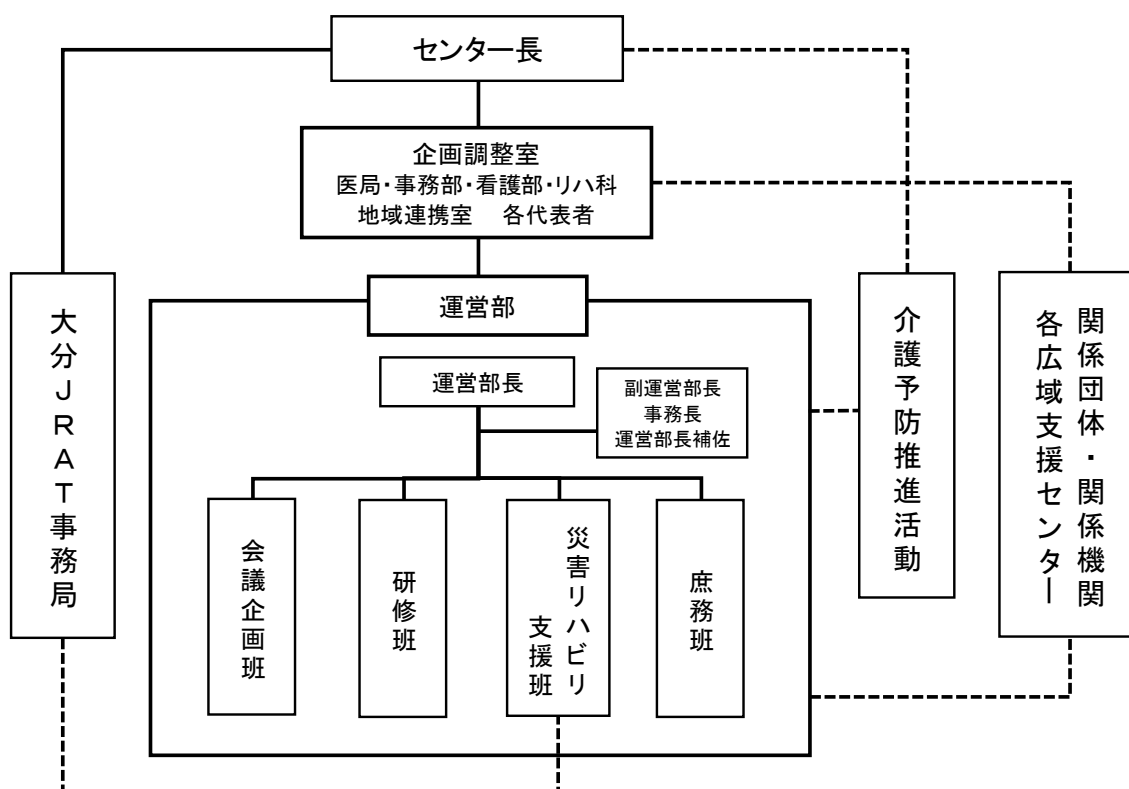 センター長
企画調整室
医局・事務部・看護部・リハ科
地域連携室　各代表者
運営部
運営部長
副運営部長
事務長
運営部長補佐
大分JRAT事務局
会議企画班
研修班
災害リハビリ
支援班
庶務班
介護予防推進活動
関係団体・関係機関
各広域支援センター